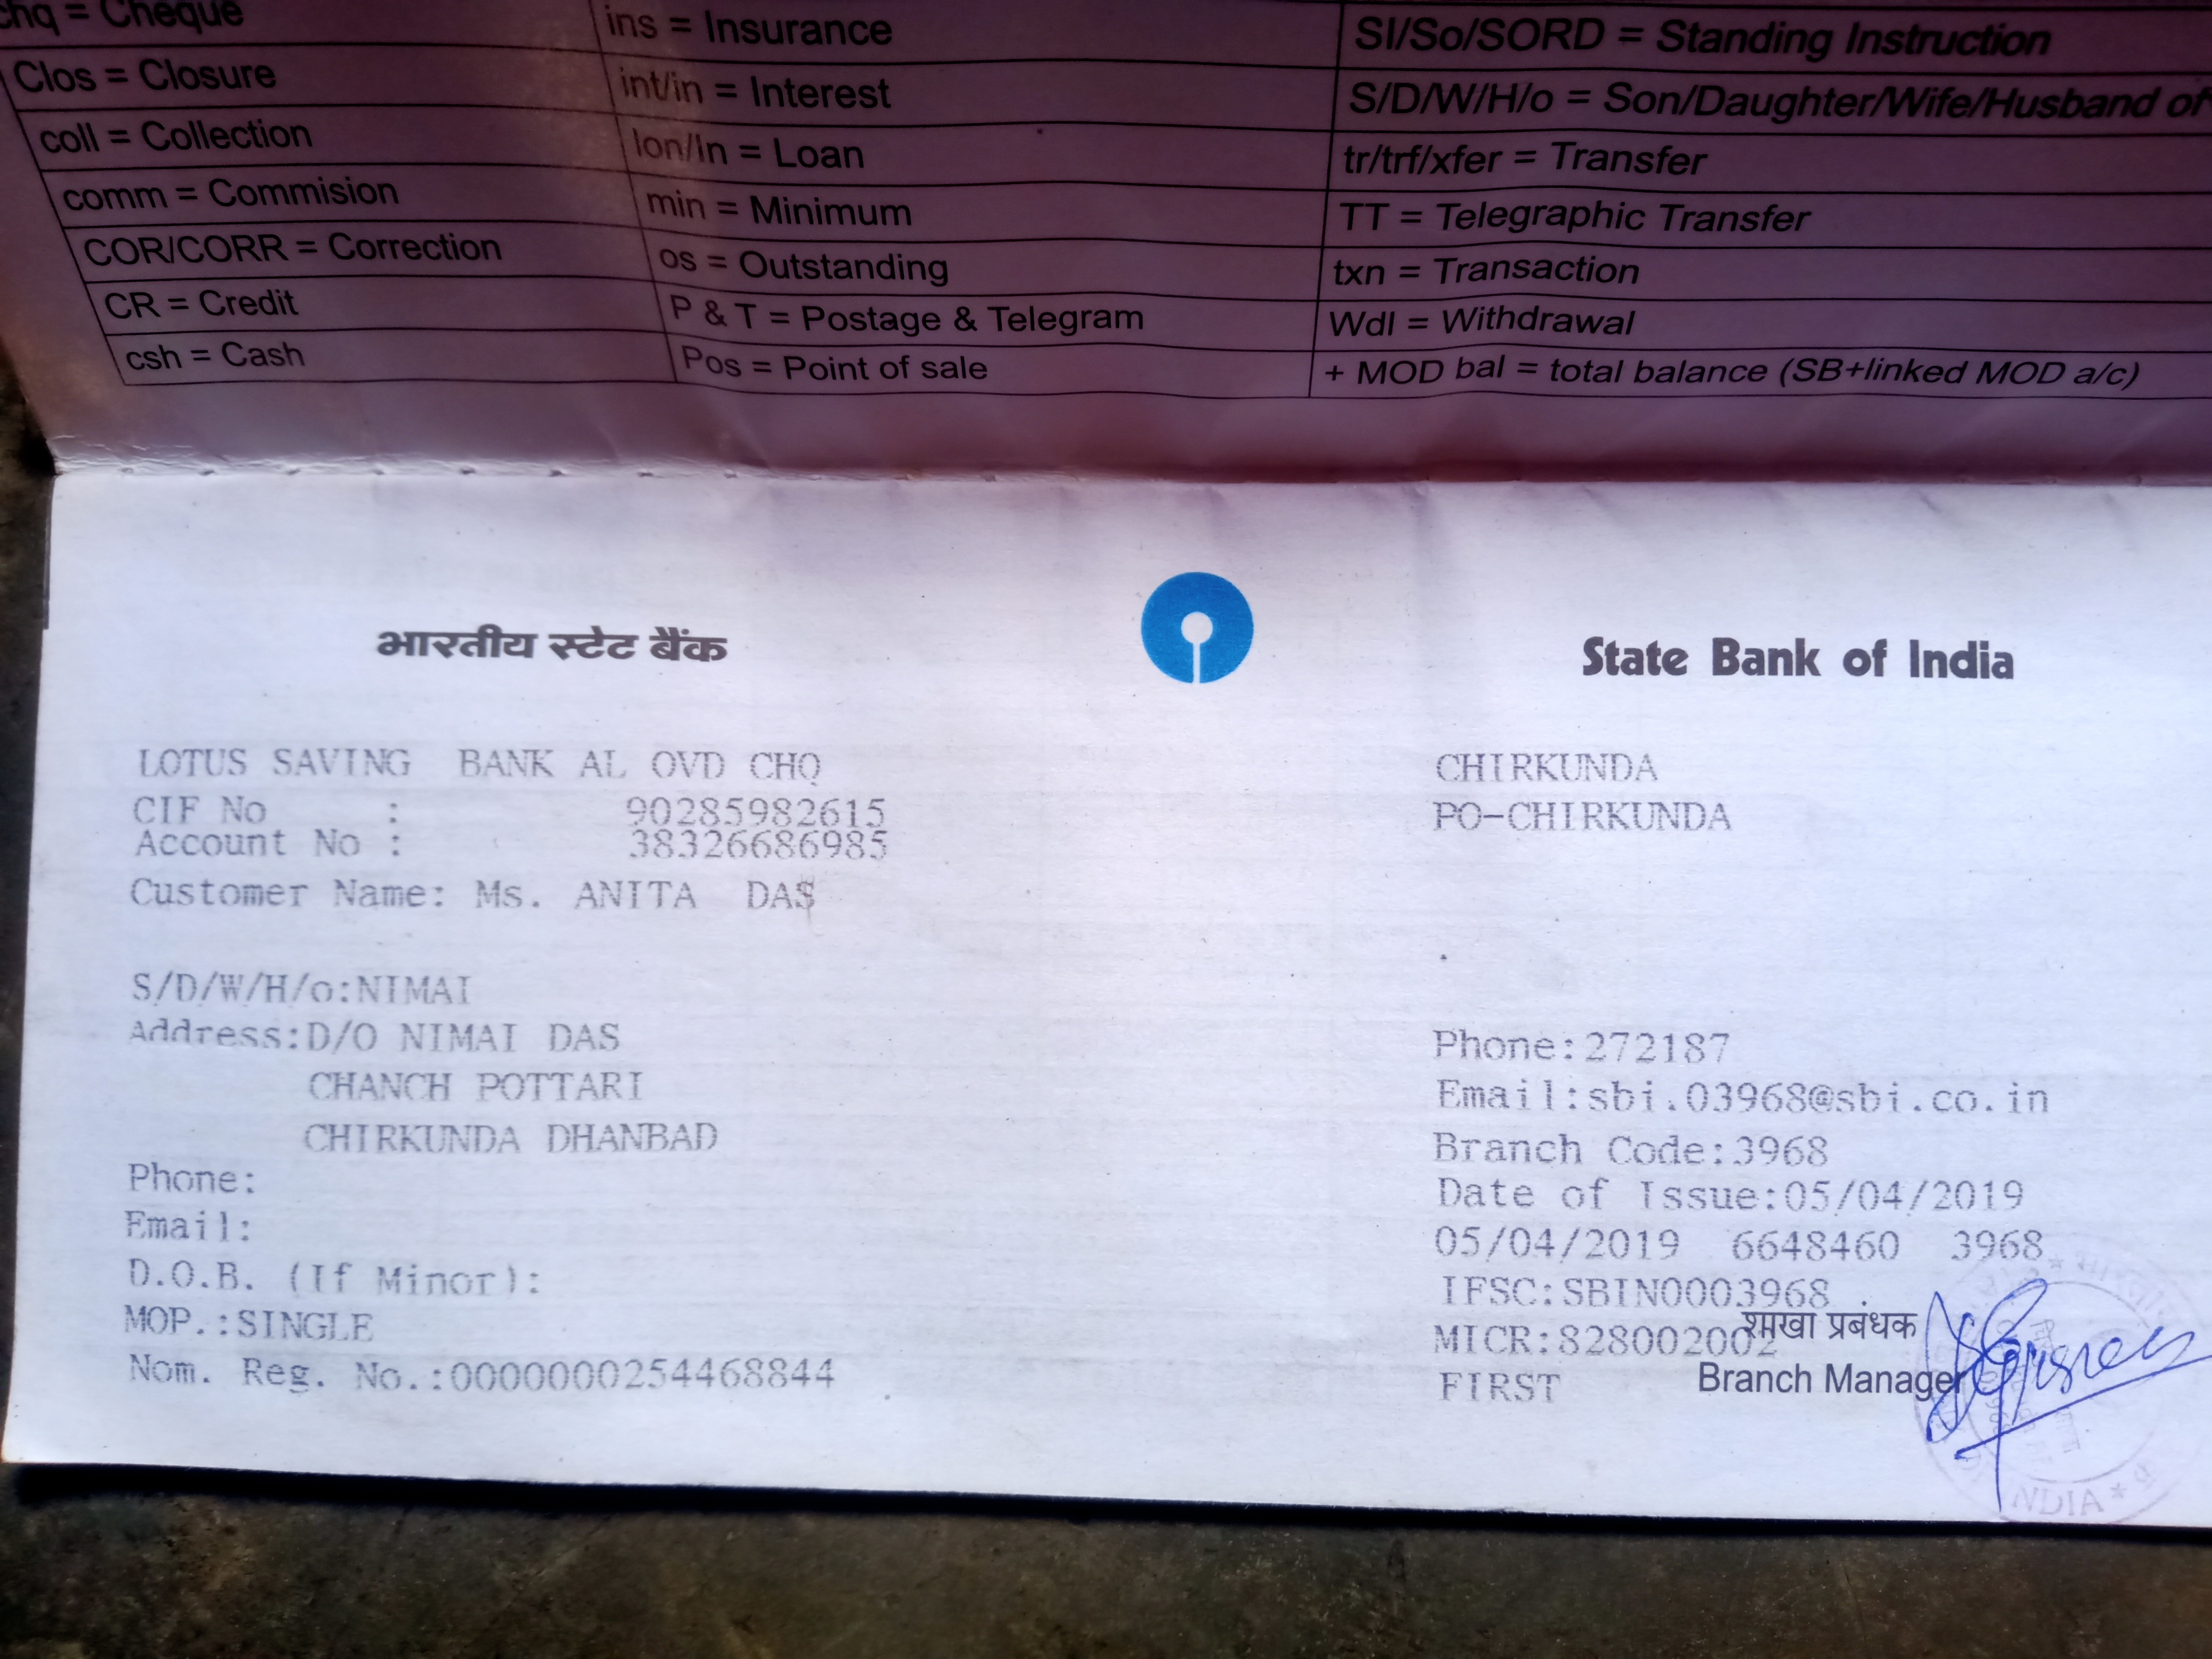 chq = Cheque
ins = Insurance
SI/So/SORD = Standing Instruction
Clos = Closure
int/in = Interest
S/D/W/H/o = Son/Daughter/Wife/Husband of
coll = Collection
lon/ln = Loan
tr/trf/xfer = Transfer
comm = Commision
min = Minimum
TT = Telegraphic Transfer
COR/CORR = Correction
os = Outstanding
txn = Transaction
CR = Credit
P & T = Postage & Telegram
Wdl = Withdrawal
csh = Cash
Pos = Point of sale
+ MOD bal = total balance (SB+linked MOD a/c)
भारतीय स्टेट बैंक
State Bank of India
LOTUS SAVING BANK AL OVD CHQ
CIF No : 90285982615
Account No : 38326686985
Customer Name: Ms. ANITA DAS
S/D/W/H/o:NIMAI
Address:D/O NIMAI DAS
CHANCH POTTARI
CHIRKUNDA DHANBAD
Phone:
Email:
D.O.B. (If Minor):
MOP.:SINGLE
Nom. Reg. No.:0000000254468844
CHIRKUNDA
PO-CHIRKUNDA
Phone:272187
Email:sbi.03968@sbi.co.in
Branch Code:3968
Date of Issue:05/04/2019
05/04/2019 6648460 3968
IFSC:SBIN0003968
MICR:828002002
FIRST
शाखा प्रबंधक
Branch Manager
INDIA